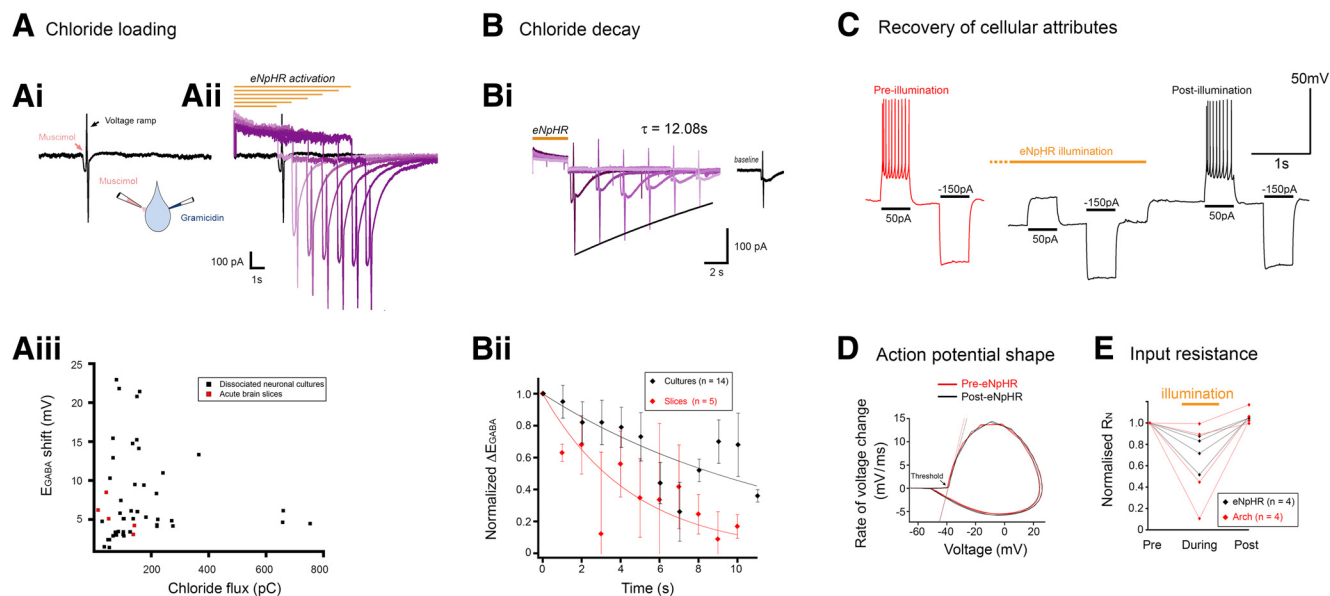 A Chloride loading
Ai
Voltage ramp
Muscimol
Muscimol
Gramicidin
Aii
eNpHR activation
100 pA
1s
B Chloride decay
Bi
eNpHR
τ = 12.08s
baseline
100 pA
2 s
C Recovery of cellular attributes
Pre-illumination
Post-illumination
50mV
1s
eNpHR illumination
-150pA
-150pA
-150pA
50pA
50pA
50pA
Aiii
EGABA shift (mV)
25
20
15
10
5
200 400 600 800
Chloride flux (pC)
Dissociated neuronal cultures
Acute brain slices
Bii
Normalized ΔEGABA
1.0
0.8
0.6
0.4
0.2
0.0
0 2 4 6 8 10
Time (s)
Cultures (n = 14)
Slices (n = 5)
D Action potential shape
Pre-eNpHR
Post-eNpHR
Rate of voltage change
(mV/ms)
15
10
5
0
-5
Threshold
-60 -40 -20 0 20
Voltage (mV)
E Input resistance
illumination
Normalised RN
1.2
1.0
0.8
0.6
0.4
0.2
0
eNpHR (n = 4)
Arch (n = 4)
Pre During Post